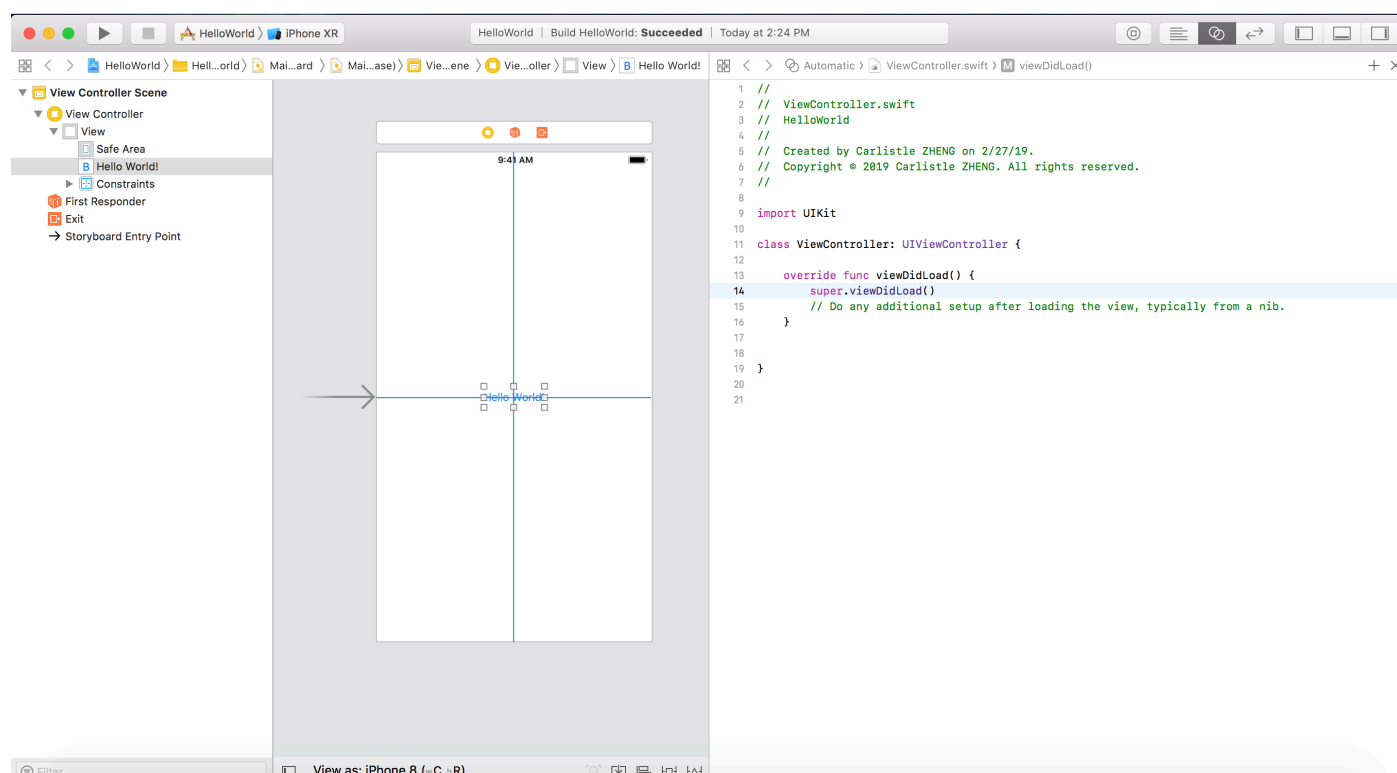 HelloWorld iPhone XR
HelloWorld | Build HelloWorld: Succeeded | Today at 2:24 PM
HelloWorld Hell...orld Mai...ard Mai...ase) Vie...ene Vie...oller View B Hello World!
Automatic ViewController.swift M viewDidLoad()
View Controller Scene
View Controller
View
Safe Area
B Hello World!
Constraints
First Responder
Exit
Storyboard Entry Point
Filter
9:41 AM
Hello World!
View as: iPhone 8 (wC hR)
1 //
2 // ViewController.swift
3 // HelloWorld
4 //
5 // Created by Carlistle ZHENG on 2/27/19.
6 // Copyright © 2019 Carlistle ZHENG. All rights reserved.
7 //
8
9 import UIKit
10
11 class ViewController: UIViewController {
12
13 override func viewDidLoad() {
14 super.viewDidLoad()
15 // Do any additional setup after loading the view, typically from a nib.
16 }
17
18
19 }
20
21